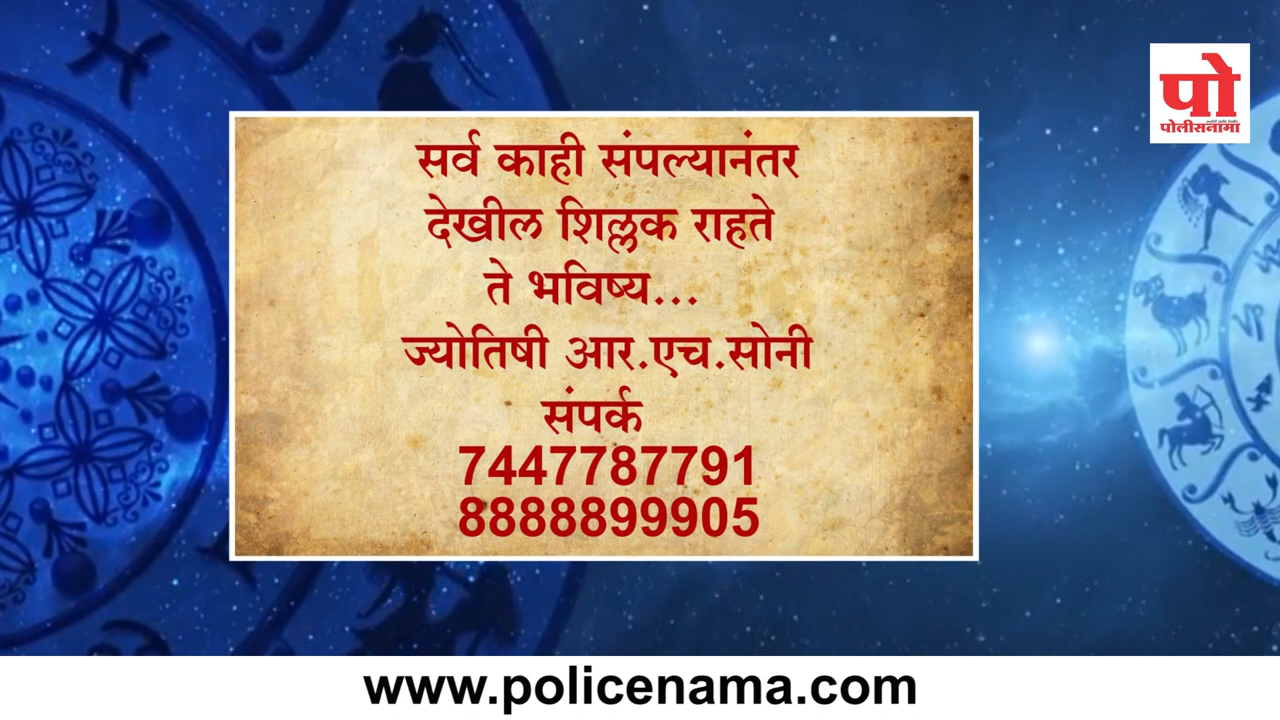 पो
पोलीसनामा
सर्व काही संपल्यानंतर
देखील शिल्लक राहते
ते भविष्य...
ज्योतिषी आर.एच.सोनी
संपर्क
7447787791
8888899905
www.policenama.com